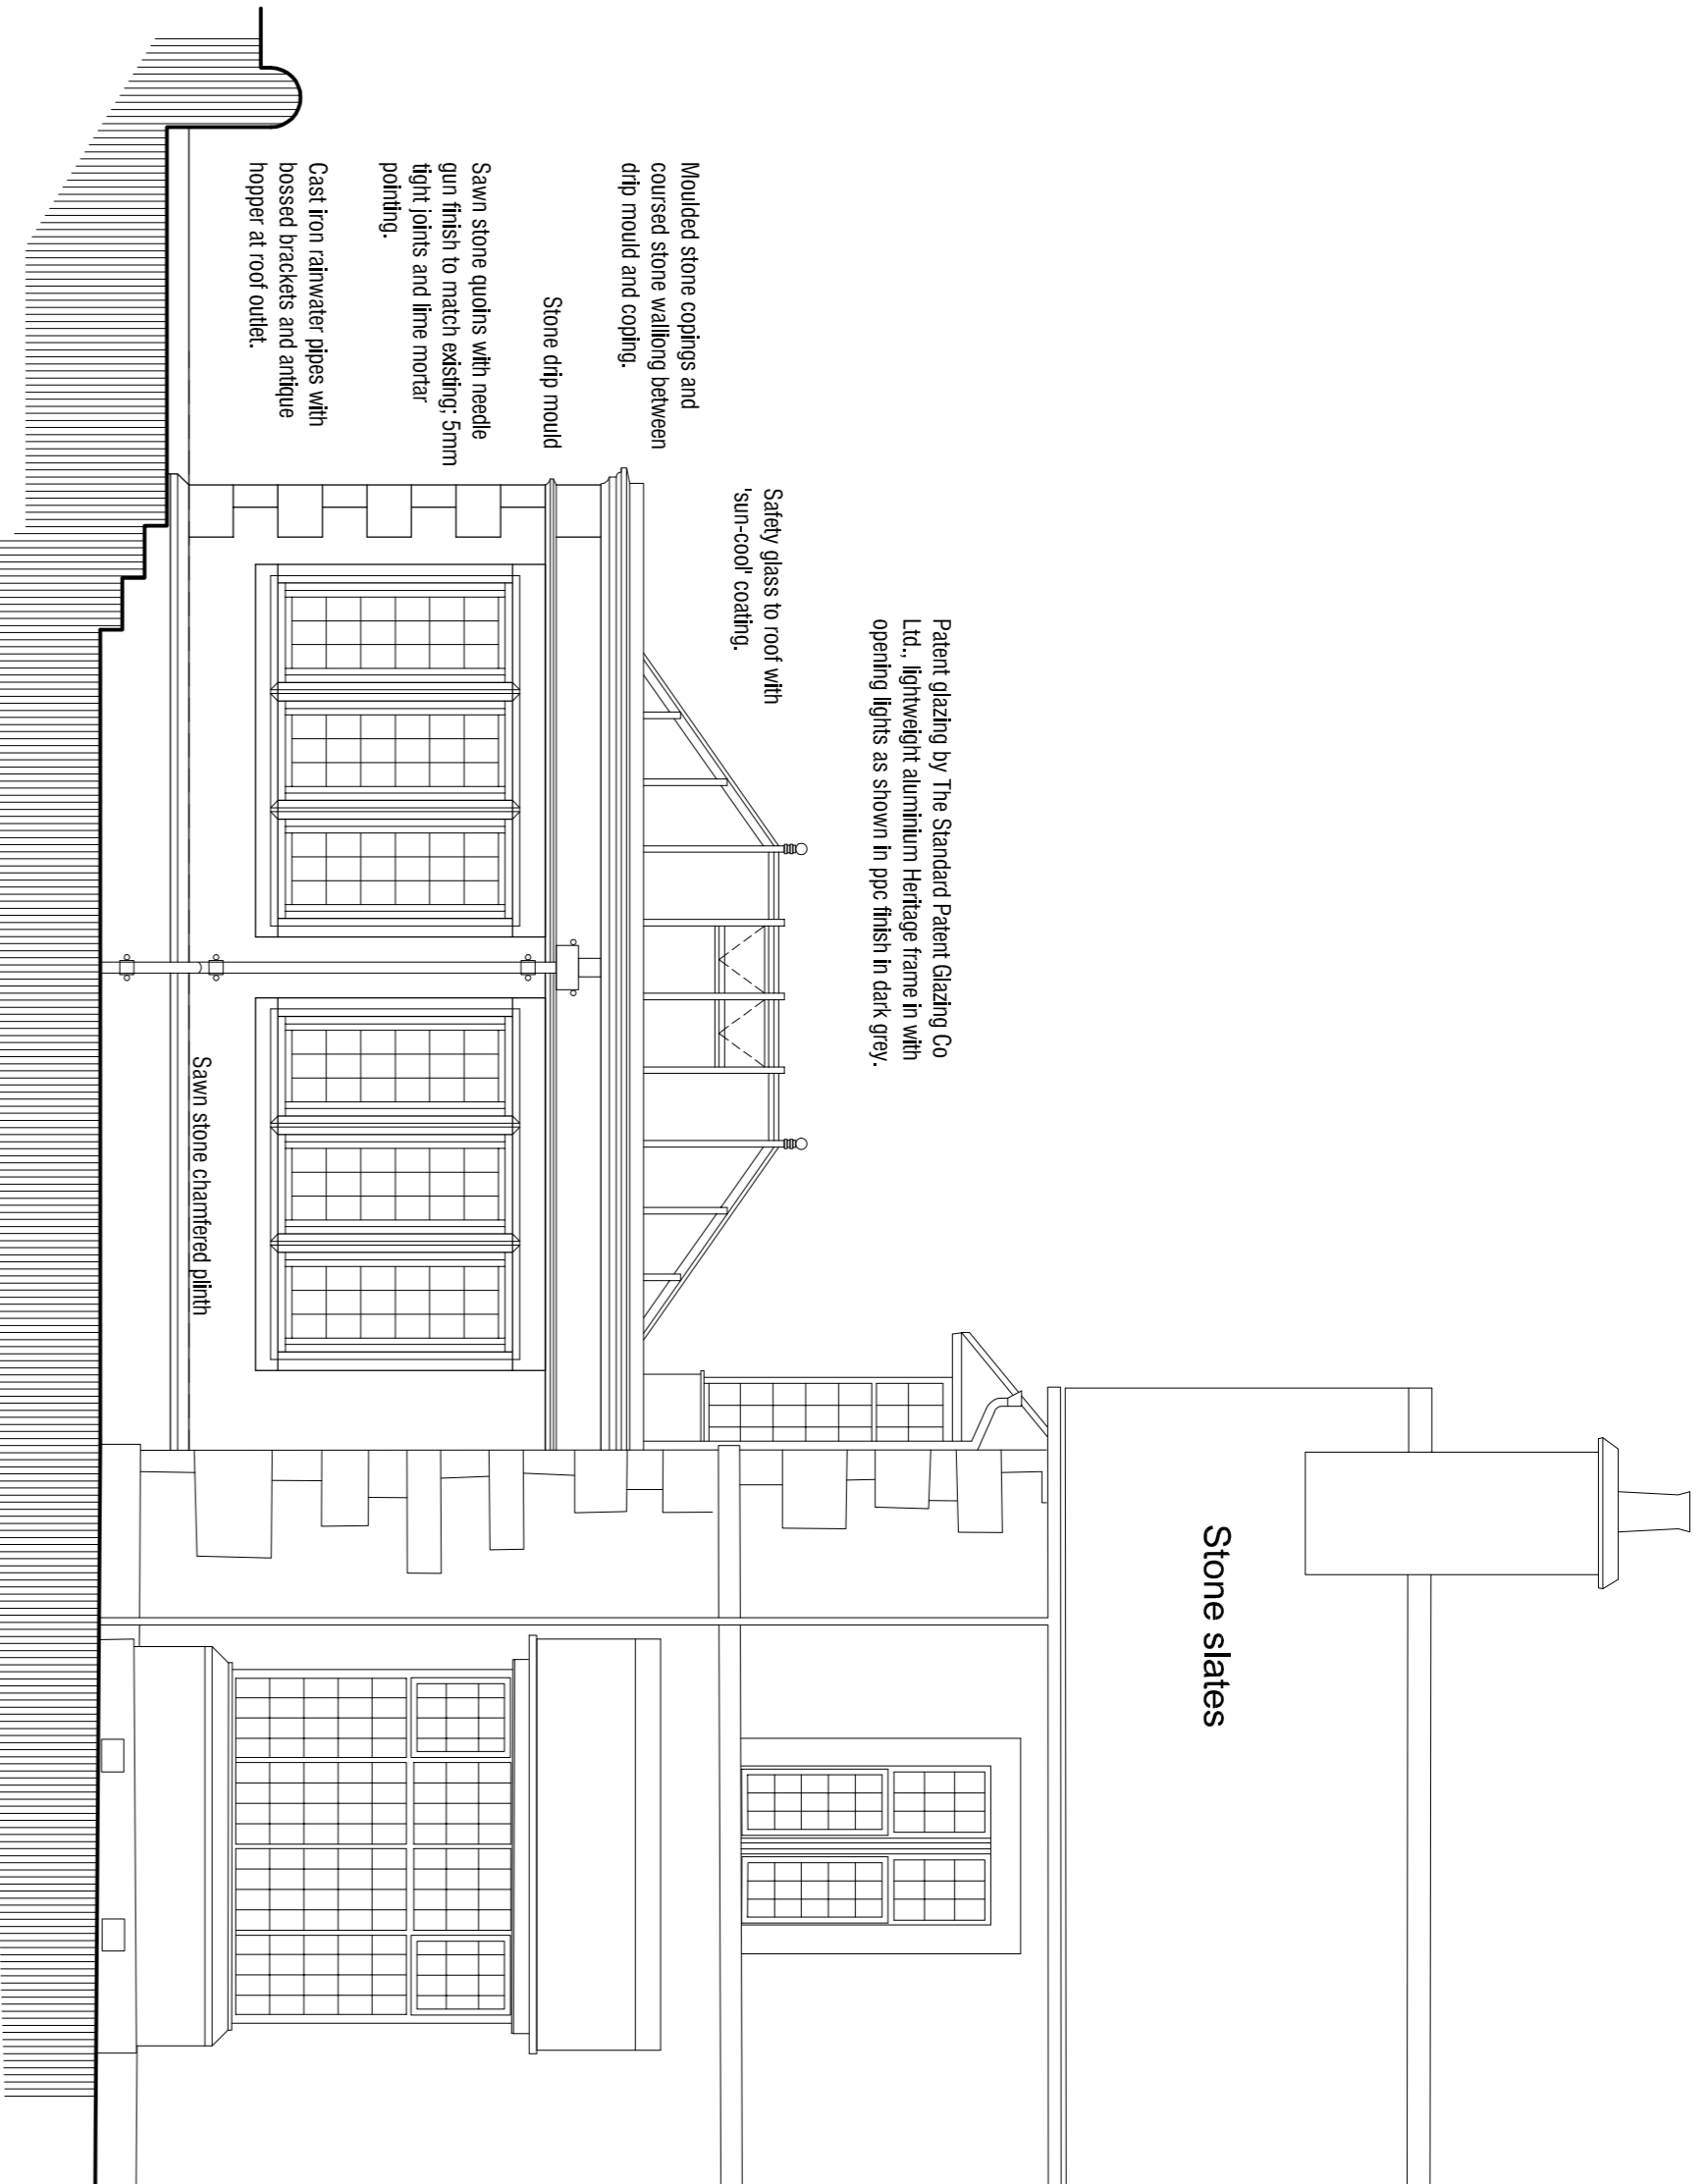 Patent glazing by The Standard Patent Glazing Co
Ltd., lightweight aluminium Heritage frame in with
opening lights as shown in ppc finish in dark grey.
Safety glass to roof with
'sun-cool' coating.
Moulded stone copings and
coursed stone walliong between
drip mould and coping.
Stone drip mould
Sawn stone quoins with needle
gun finish to match existing; 5mm
tight joints and lime mortar
pointing.
Cast iron rainwater pipes with
bossed brackets and antique
hopper at roof outlet.
Sawn stone chamfered plinth
Stone slates